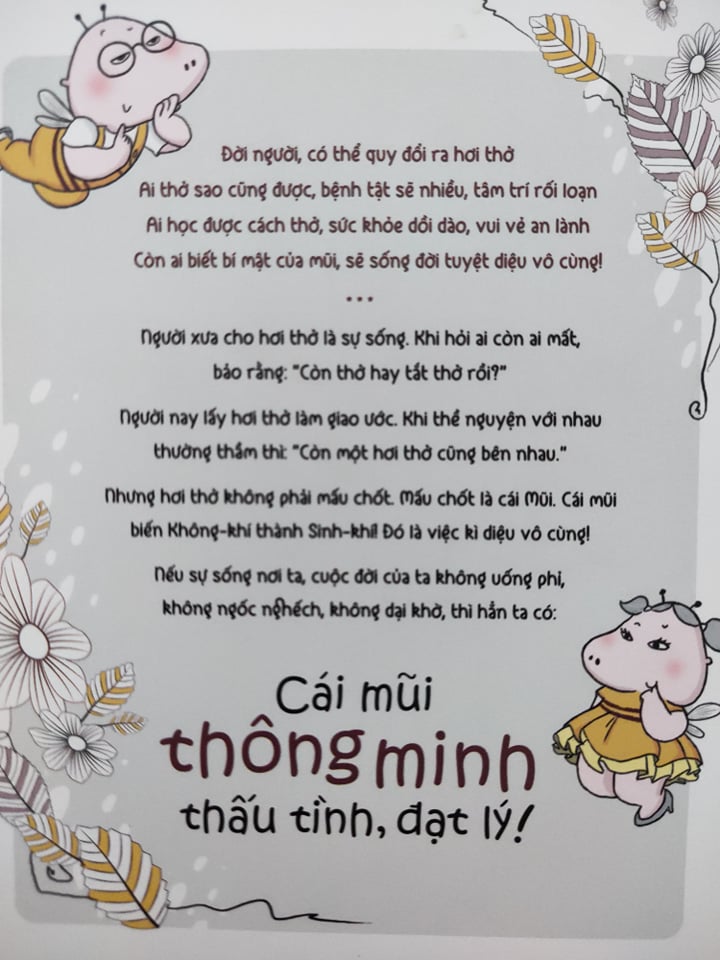 Đời người, có thể quy đổi ra hơi thở
Ai thở sao cũng được, bệnh tật sẽ nhiều, tâm trí rối loạn
Ai học được cách thở, sức khỏe dồi dào, vui vẻ an lành
Còn ai biết bí mật của mũi, sẽ sống đời tuyệt diệu vô cùng!
***
Người xưa cho hơi thở là sự sống. Khi hỏi ai còn ai mất,
bảo rằng: "Còn thở hay tắt thở rồi?"
Người nay lấy hơi thở làm giao ước. Khi thề nguyện với nhau
thường thầm thì: "Còn một hơi thở cũng bên nhau."
Nhưng hơi thở không phải mấu chốt. Mấu chốt là cái Mũi. Cái mũi
biến Không-khí thành Sinh-khí! Đó là việc kì diệu vô cùng!
Nếu sự sống nơi ta, cuộc đời của ta không uổng phí,
không ngốc nghếch, không dại khờ, thì hẳn ta có:
Cái mũi
thông minh
thấu tình, đạt lý!